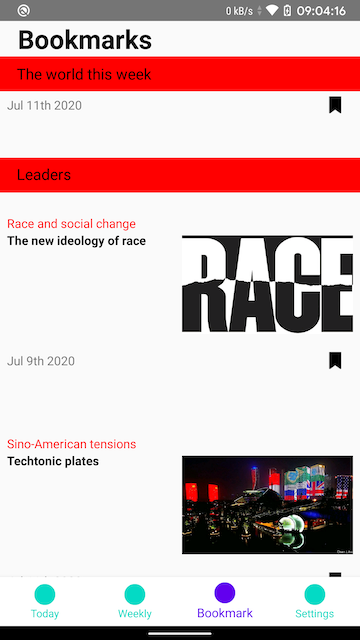 0 kB/s 09:04:16
Bookmarks
The world this week
Jul 11th 2020
Leaders
Race and social change
The new ideology of race
RACE
Jul 9th 2020
Sino-American tensions
Techtonic plates
Today
Weekly
Bookmark
Settings